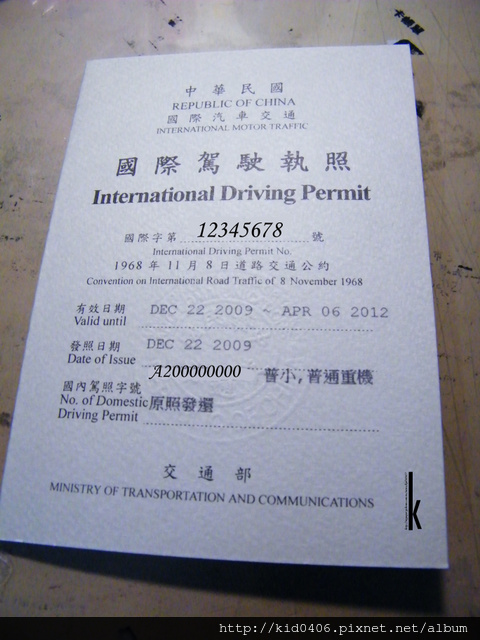 中華民國
REPUBLIC OF CHINA
國際汽車交通
INTERNATIONAL MOTOR TRAFFIC
國際駕駛執照
International Driving Permit
國際字第 12345678 號
International Driving Permit No.
1968 年 11 月 8 日道路交通公約
Convention on International Road Traffic of 8 November 1968
有效日期 DEC 22 2009 ~ APR 06 2012
Valid until
發照日期 DEC 22 2009
Date of Issue
A200000000 普小,普通重機
國內駕照字號
No. of Domestic 原照發還
Driving Permit
交通部
MINISTRY OF TRANSPORTATION AND COMMUNICATIONS
k
http://kid0406.pixnet.net/album